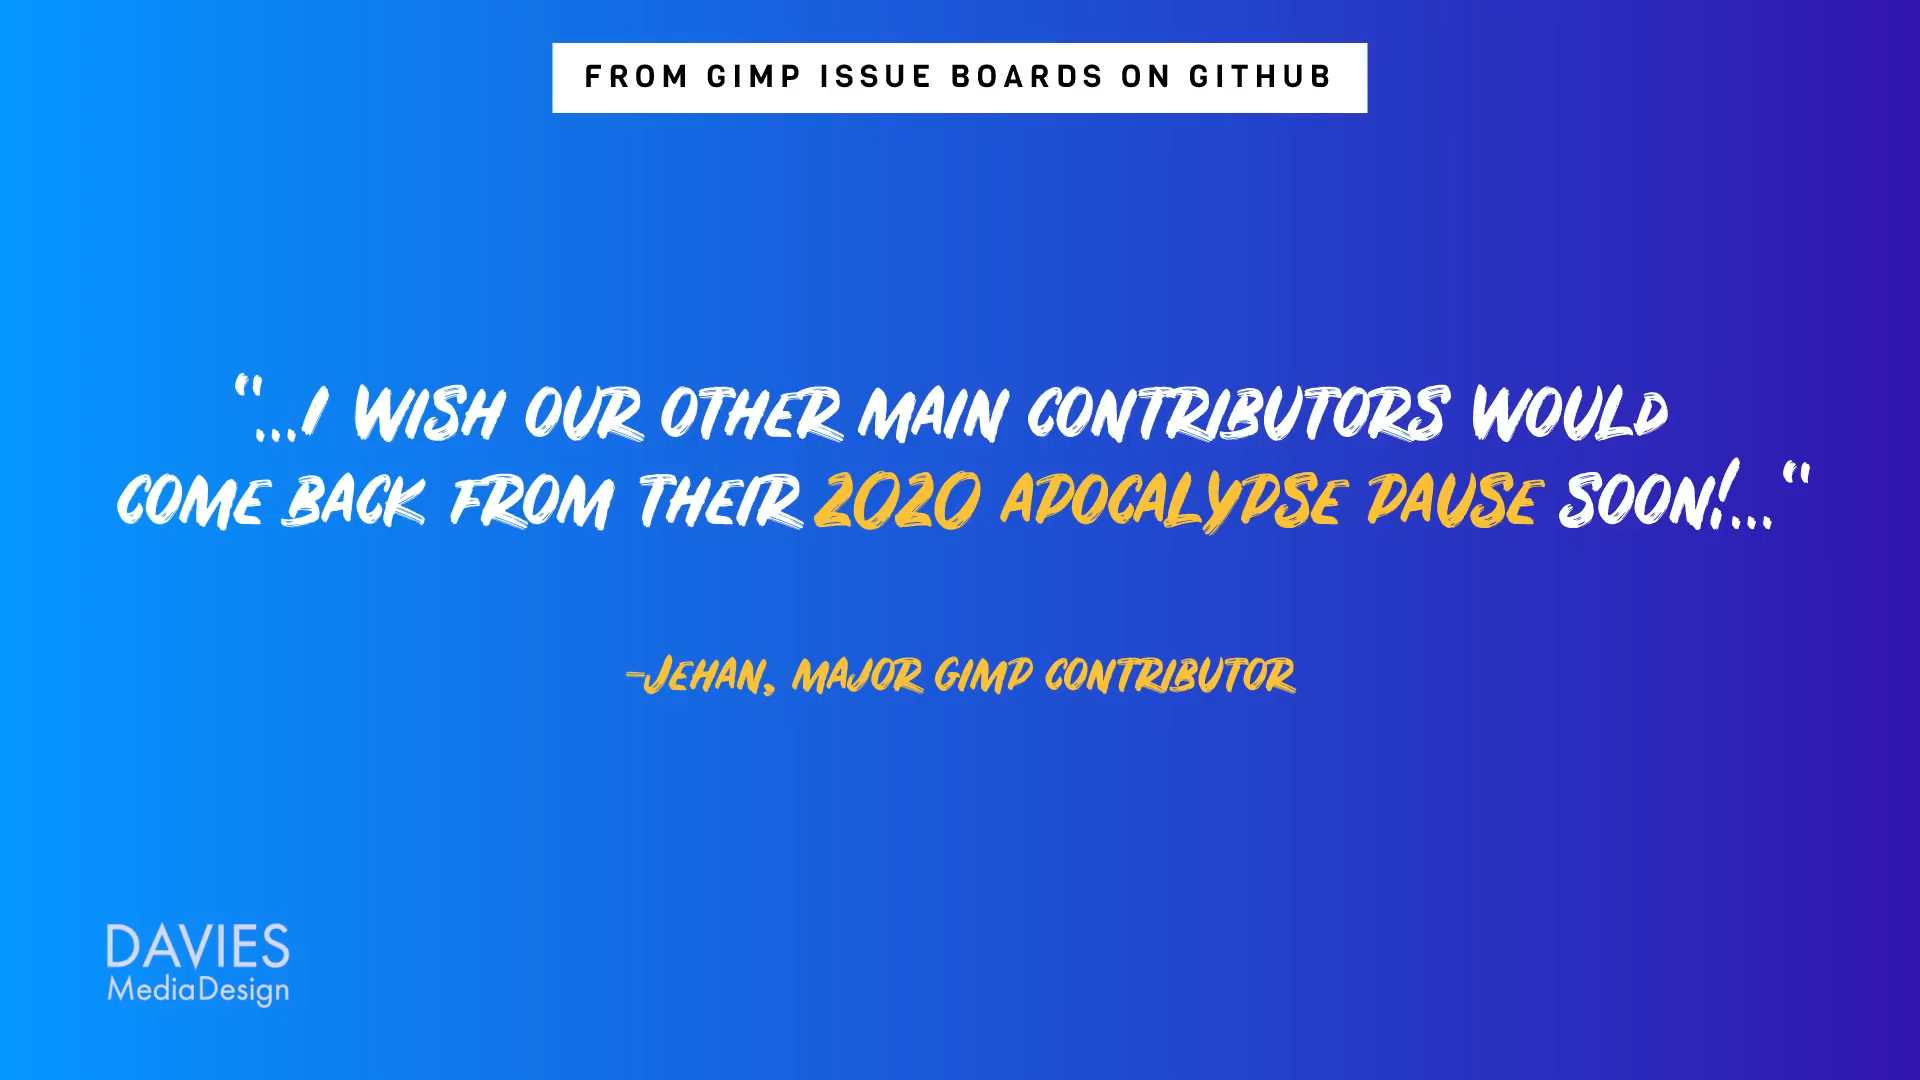 FROM GIMP ISSUE BOARDS ON GITHUB
“...I WISH OUR OTHER MAIN CONTRIBUTORS WOULD
COME BACK FROM THEIR 2020 APOCALYPSE PAUSE SOON!...“
-JEHAN, MAJOR GIMP CONTRIBUTOR
DAVIES
MediaDesign